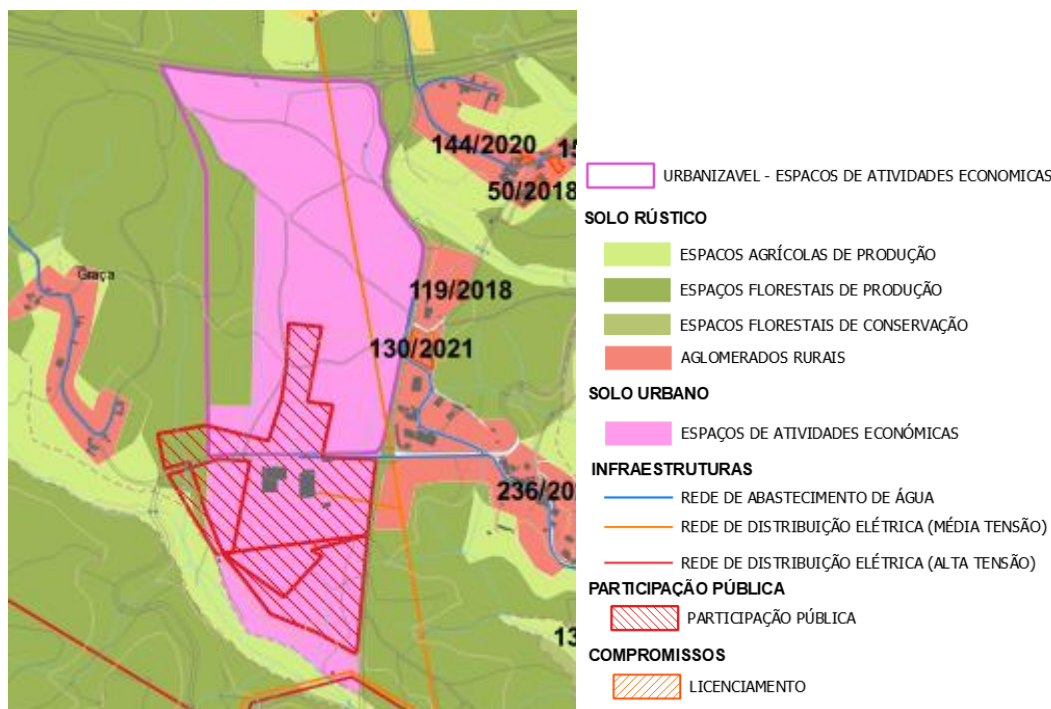 144/2020
50/2018
Graça
119/2018
130/2021
URBANIZAVEL - ESPACOS DE ATIVIDADES ECONOMICAS
SOLO RÚSTICO
ESPACOS AGRÍCOLAS DE PRODUÇÃO
ESPAÇOS FLORESTAIS DE PRODUÇÃO
ESPACOS FLORESTAIS DE CONSERVAÇÃO
AGLOMERADOS RURAIS
SOLO URBANO
ESPAÇOS DE ATIVIDADES ECONÓMICAS
INFRAESTRUTURAS
REDE DE ABASTECIMENTO DE ÁGUA
REDE DE DISTRIBUIÇÃO ELÉTRICA (MÉDIA TENSÃO)
REDE DE DISTRIBUIÇÃO ELÉTRICA (ALTA TENSÃO)
PARTICIPAÇÃO PÚBLICA
PARTICIPAÇÃO PÚBLICA
COMPROMISSOS
LICENCIAMENTO